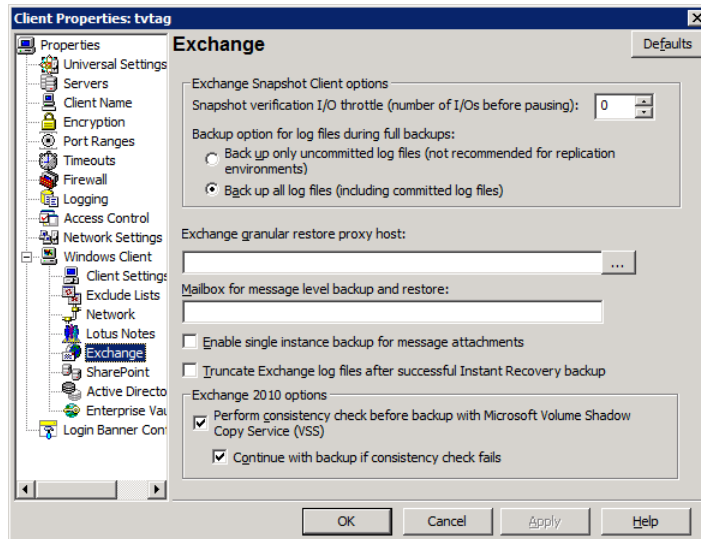 Client Properties: tvtag
Properties
Universal Settings
Servers
Client Name
Encryption
Port Ranges
Timeouts
Firewall
Logging
Access Control
Network Settings
Windows Client
Client Settings
Exclude Lists
Network
Lotus Notes
Exchange
SharePoint
Active Directo
Enterprise Vau
Login Banner Con
Exchange
Defaults
Exchange Snapshot Client options
Snapshot verification I/O throttle (number of I/Os before pausing):
0
Backup option for log files during full backups:
Back up only uncommitted log files (not recommended for replication
environments)
Back up all log files (including committed log files)
Exchange granular restore proxy host:
...
Mailbox for message level backup and restore:
Enable single instance backup for message attachments
Truncate Exchange log files after successful Instant Recovery backup
Exchange 2010 options
Perform consistency check before backup with Microsoft Volume Shadow
Copy Service (VSS)
Continue with backup if consistency check fails
OK
Cancel
Apply
Help